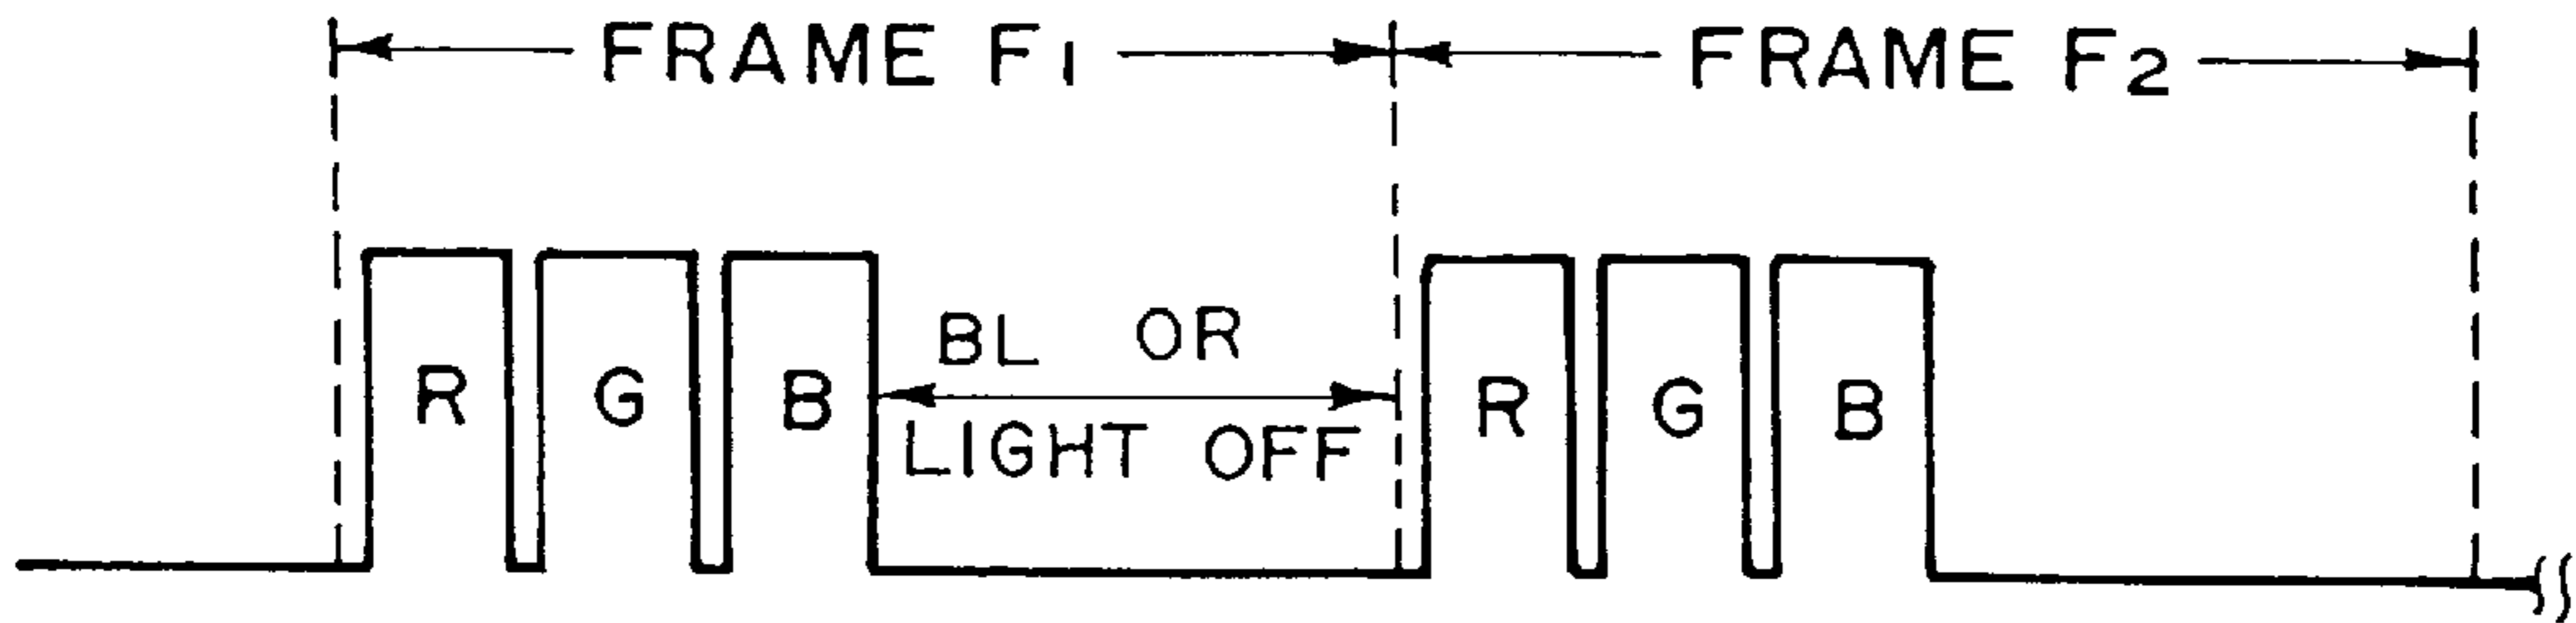 FRAME F1 FRAME F2
BL OR
R G B R G B
LIGHT OFF